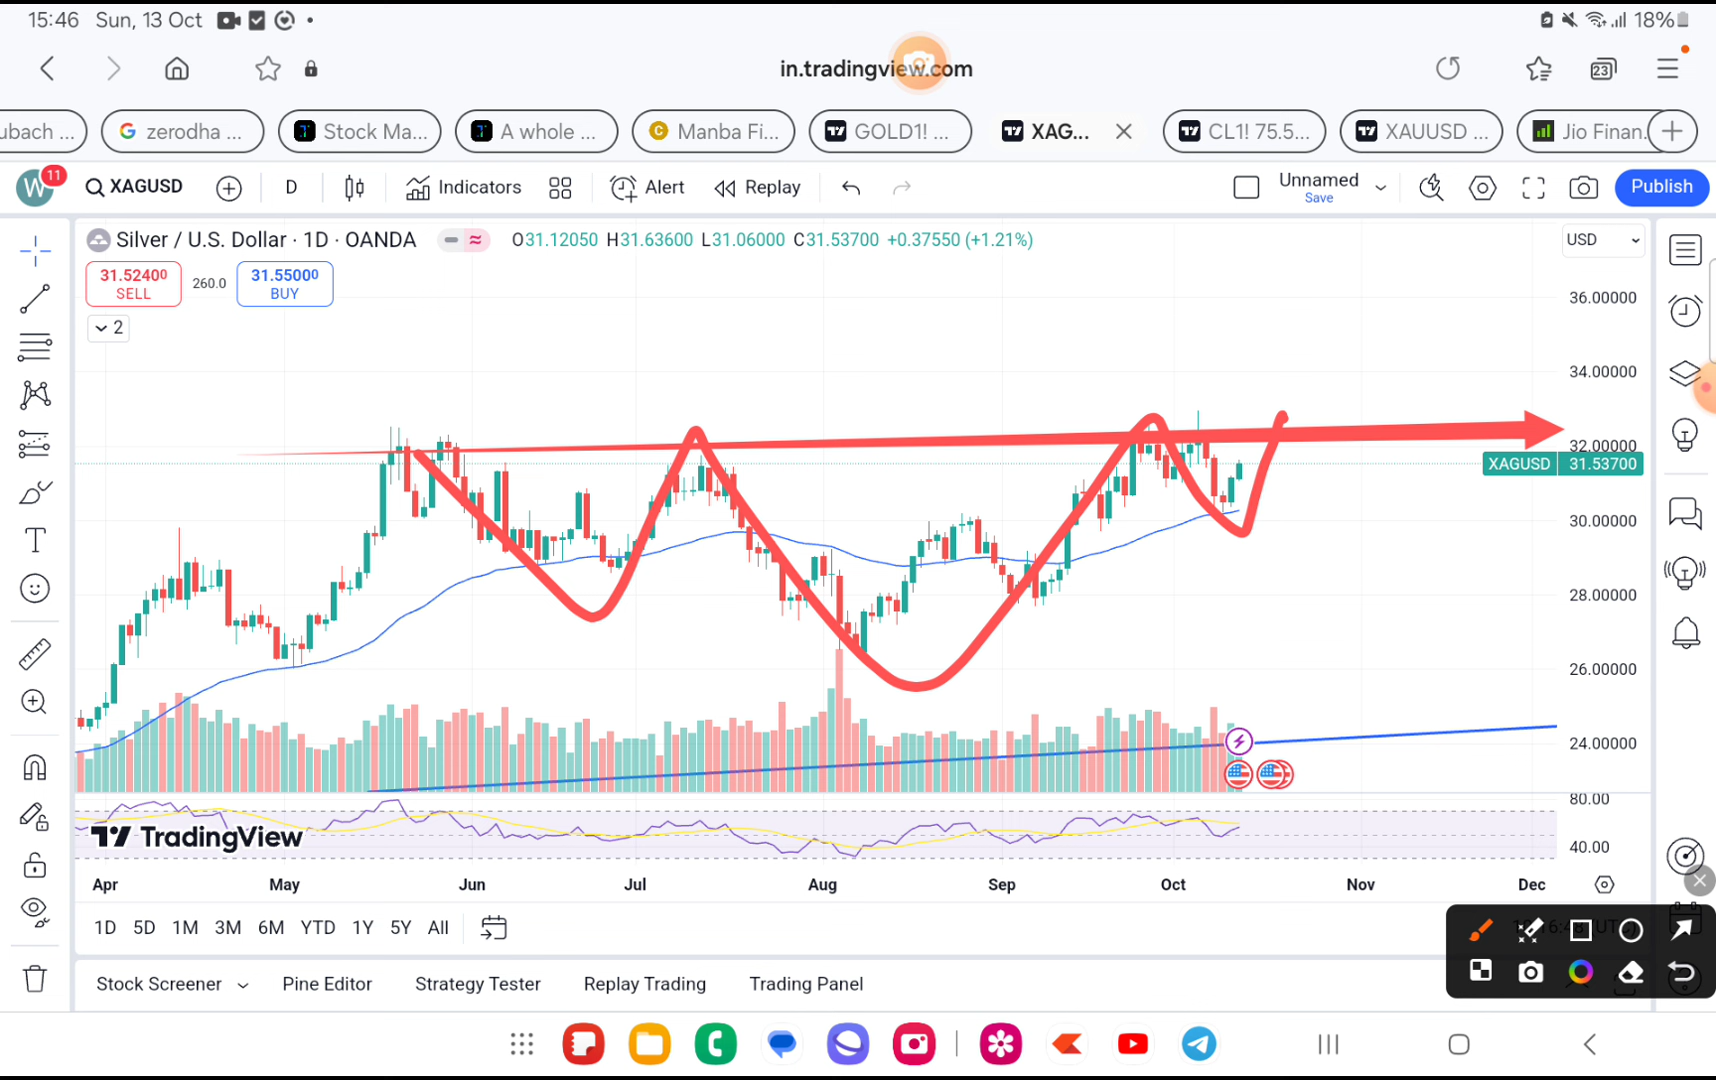 15:46 Sun, 13 Oct
18%
in.tradingview.com
23
ubach ...
zerodha ...
Stock Ma...
A whole ...
Manba Fi...
GOLD1! ...
XAG...
CL1! 75.5...
XAUUSD ...
Jio Finan.
W 11 XAGUSD D Indicators Alert Replay Unnamed Save Publish
Silver / U.S. Dollar · 1D · OANDA O31.12050 H31.63600 L31.06000 C31.53700 +0.37550 (+1.21%) USD
31.52400 SELL 260.0 31.55000 BUY
2
36.00000
34.00000
32.00000
XAGUSD 31.53700
30.00000
28.00000
26.00000
24.00000
80.00
TradingView
40.00
Apr May Jun Jul Aug Sep Oct Nov Dec
1D 5D 1M 3M 6M YTD 1Y 5Y All
Stock Screener Pine Editor Strategy Tester Replay Trading Trading Panel